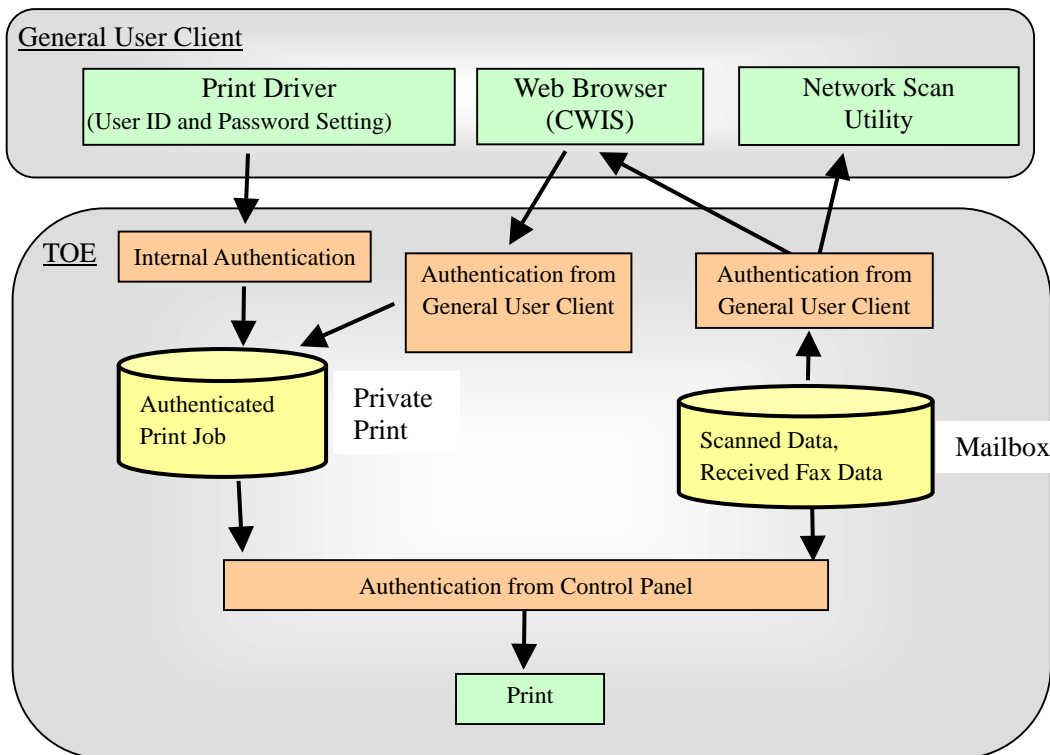 General User Client
Print Driver
(User ID and Password Setting)
Web Browser
(CWIS)
Network Scan
Utility
TOE
Internal Authentication
Authentication from
General User Client
Authentication from
General User Client
Authenticated
Print Job
Private
Print
Scanned Data,
Received Fax Data
Mailbox
Authentication from Control Panel
Print